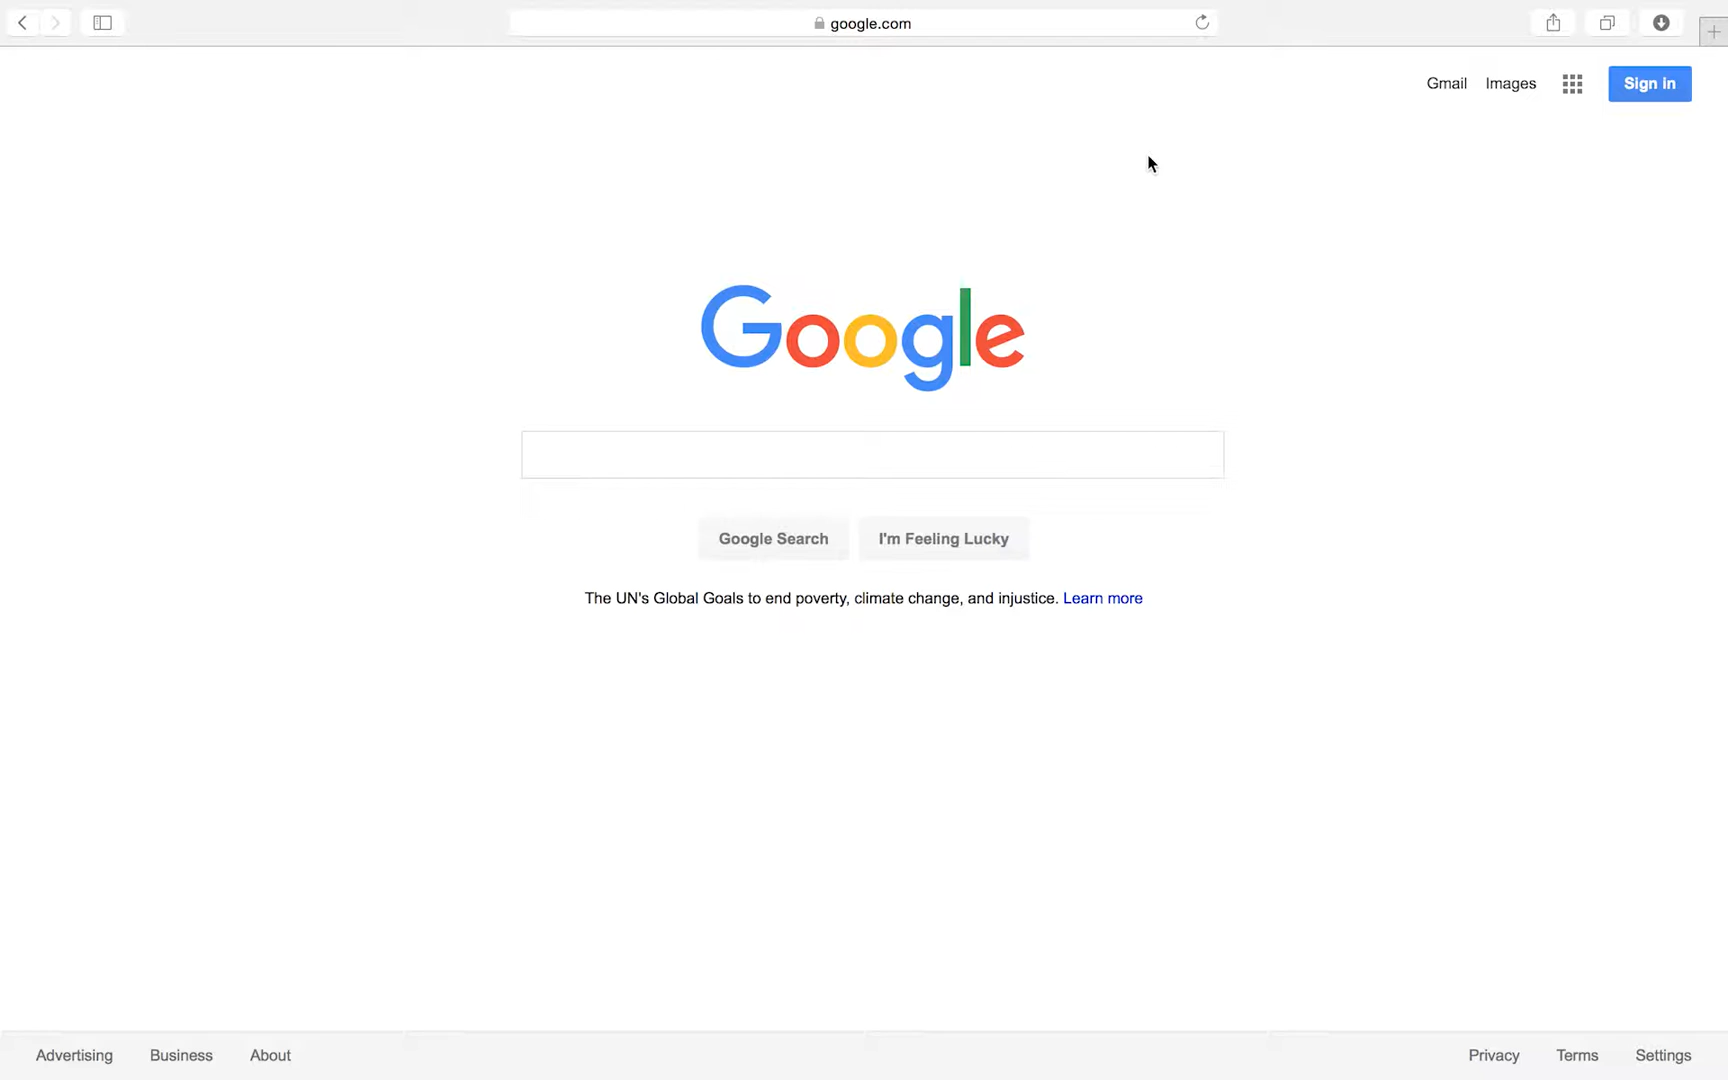 google.com
Gmail Images Sign in
Google
Google Search I'm Feeling Lucky
The UN's Global Goals to end poverty, climate change, and injustice. Learn more
Advertising Business About Privacy Terms Settings